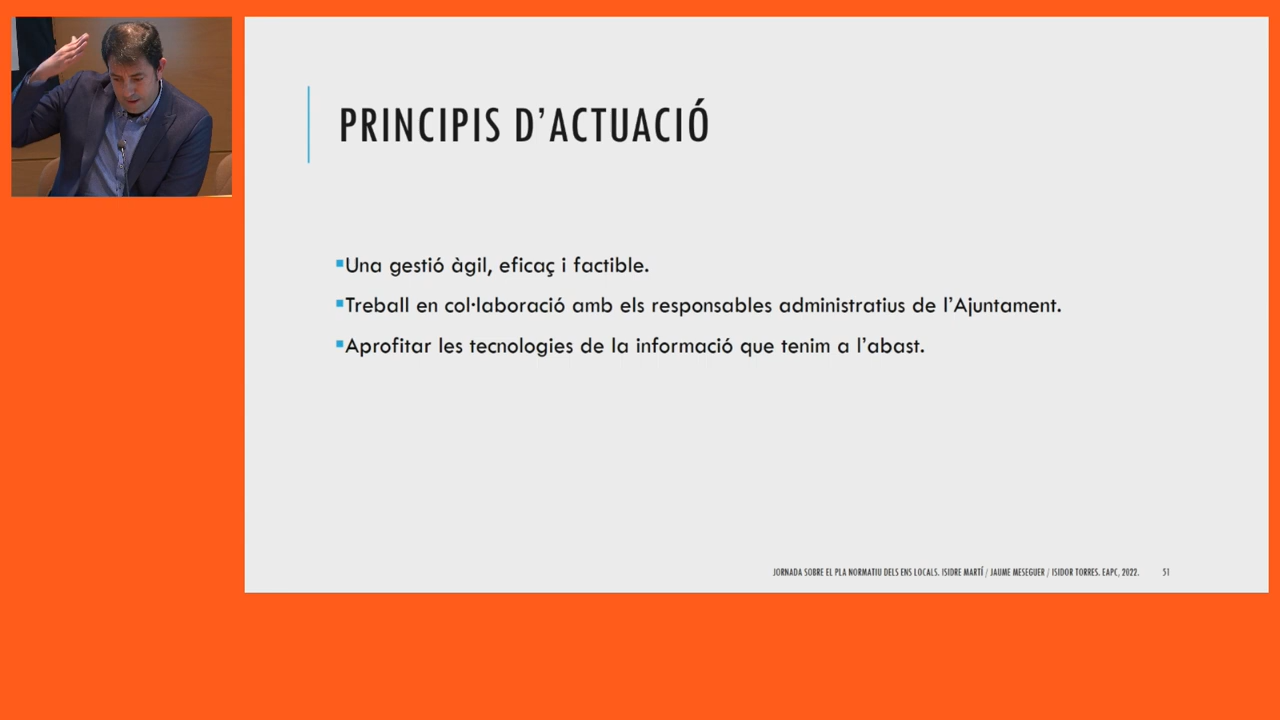 PRINCIPIS D'ACTUACIÓ
▪Una gestió àgil, eficaç i factible.
▪Treball en col·laboració amb els responsables administratius de l'Ajuntament.
▪Aprofitar les tecnologies de la informació que tenim a l'abast.
JORNADA SOBRE EL PLA NORMATIU DELS ENS LOCALS. ISIDRE MARTÍ / JAUME MESEGUER / ISIDOR TORRES. EAPC, 2022. 51